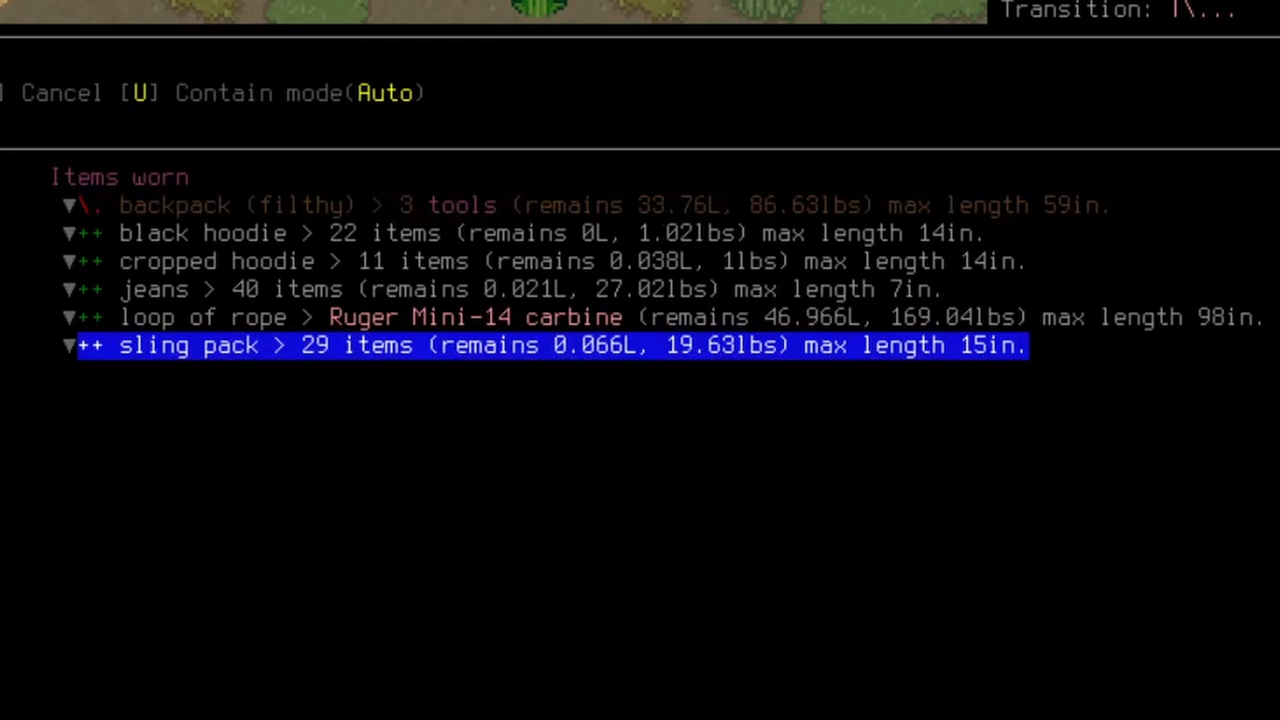 Transition:
] Cancel [U] Contain mode(Auto)
Items worn
▼\. backpack (filthy) > 3 tools (remains 33.76L, 86.63lbs) max length 59in.
▼++ black hoodie > 22 items (remains 0L, 1.02lbs) max length 14in.
▼++ cropped hoodie > 11 items (remains 0.038L, 1lbs) max length 14in.
▼++ jeans > 40 items (remains 0.021L, 27.02lbs) max length 7in.
▼++ loop of rope > Ruger Mini-14 carbine (remains 46.966L, 169.04lbs) max length 98in.
▼++ sling pack > 29 items (remains 0.066L, 19.63lbs) max length 15in.